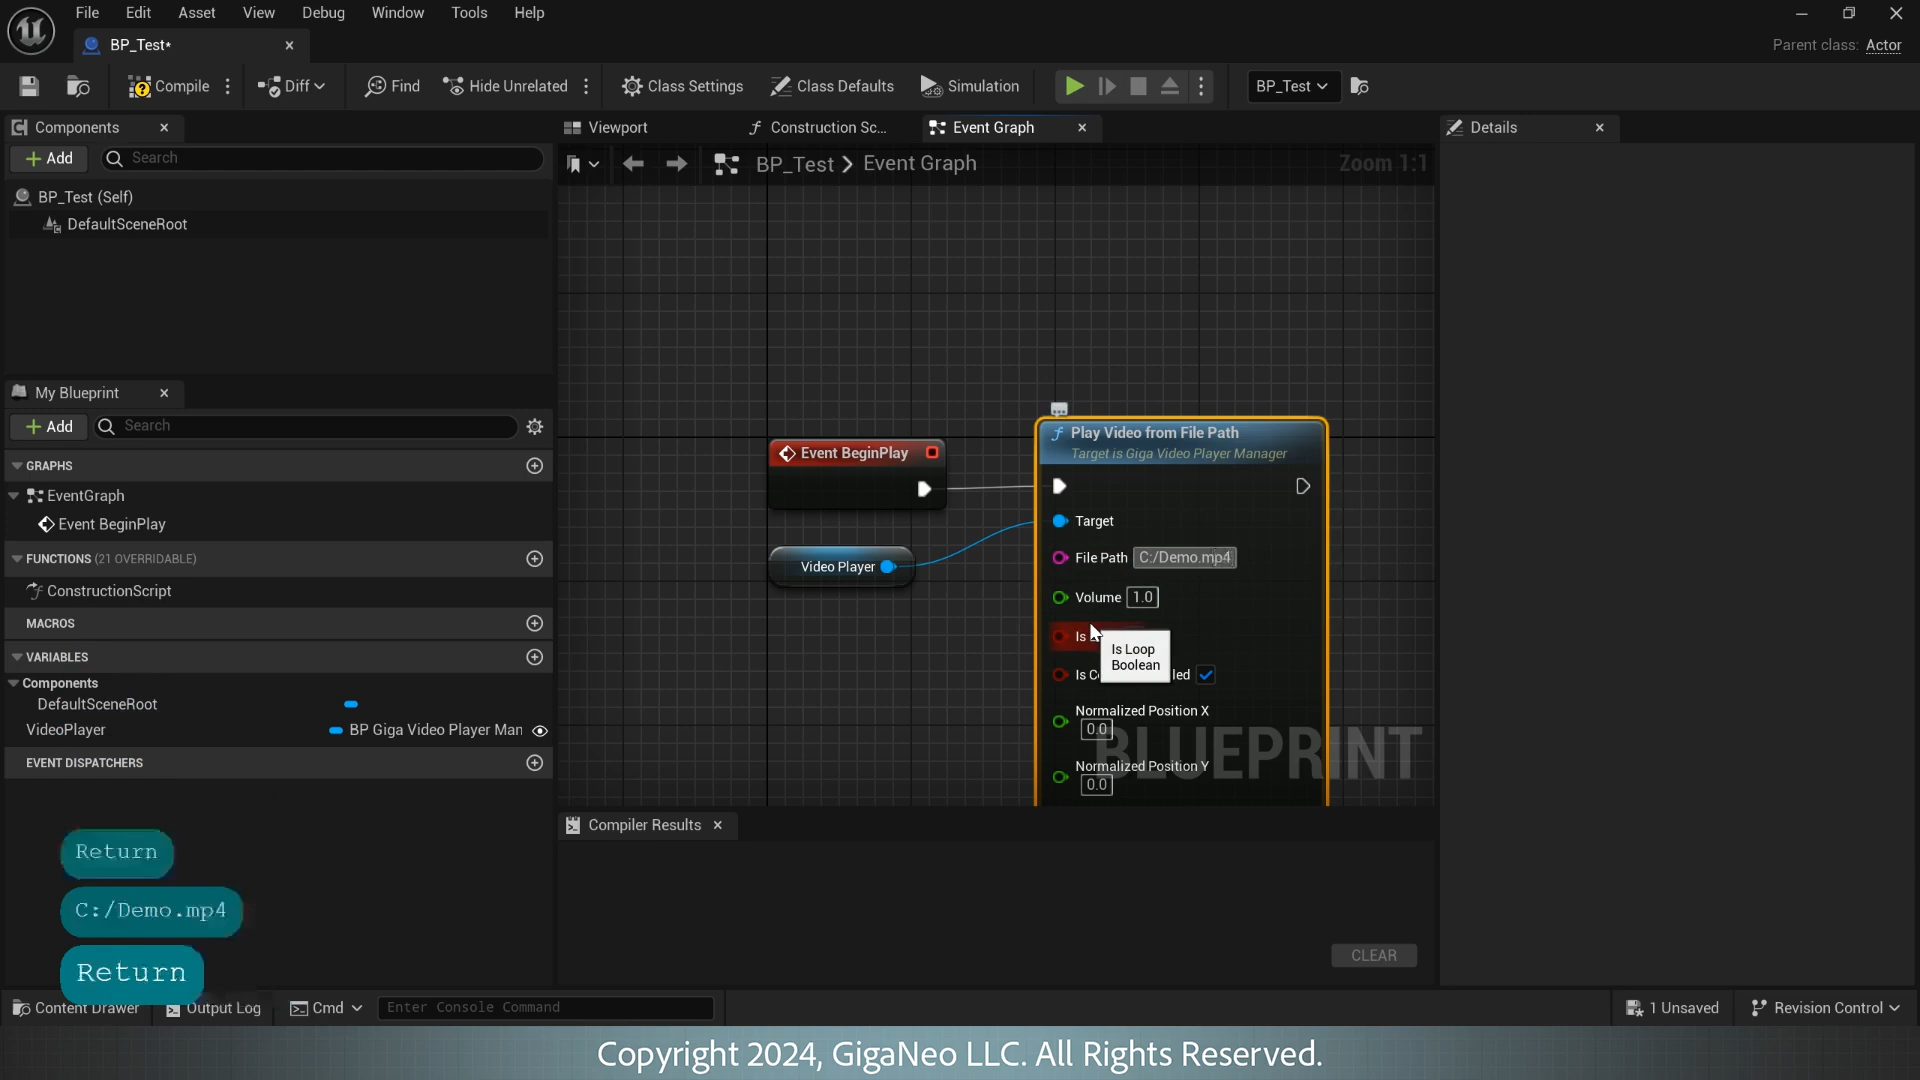 File Edit Asset View Debug Window Tools Help
BP_Test*
Parent class: Actor
Compile Diff Find Hide Unrelated Class Settings Class Defaults Simulation BP_Test
Components
Add Search
BP_Test (Self)
DefaultSceneRoot
My Blueprint
Add Search
GRAPHS
EventGraph
Event BeginPlay
FUNCTIONS (21 OVERRIDABLE)
ConstructionScript
MACROS
VARIABLES
Components
DefaultSceneRoot
VideoPlayer BP Giga Video Player Man
EVENT DISPATCHERS
Return
C:/Demo.mp4
Return
Viewport Construction Sc... Event Graph
BP_Test > Event Graph Zoom 1:1
Event BeginPlay
Video Player
Play Video from File Path
Target is Giga Video Player Manager
Target
File Path C:/Demo.mp4
Volume 1.0
Is
Is Loop
Boolean
Normalized Position X
0.0
Normalized Position Y
0.0
BLUEPRINT
Compiler Results
CLEAR
Details
Content Drawer Output Log Cmd Enter Console Command 1 Unsaved Revision Control
Copyright 2024, GigaNeo LLC. All Rights Reserved.